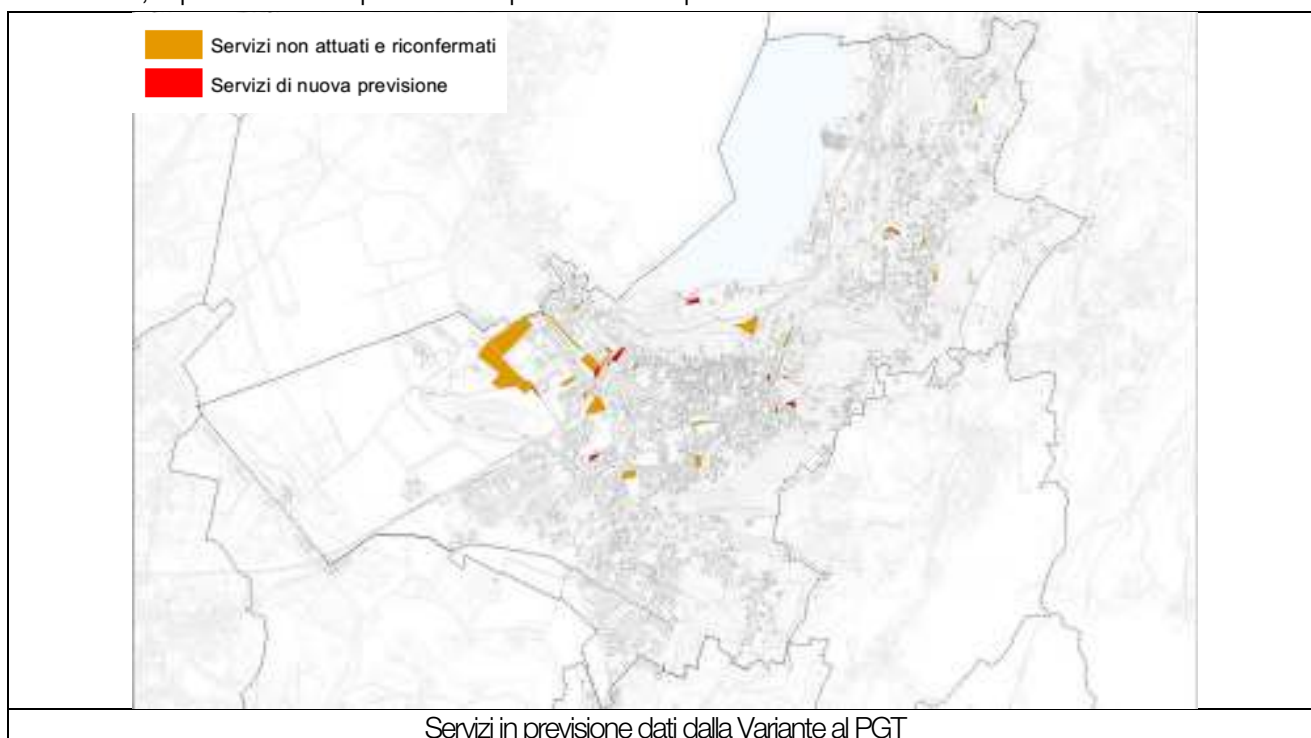 Servizi non attuati e riconfermati
Servizi di nuova previsione
Servizi in previsione dati dalla Variante al PGT